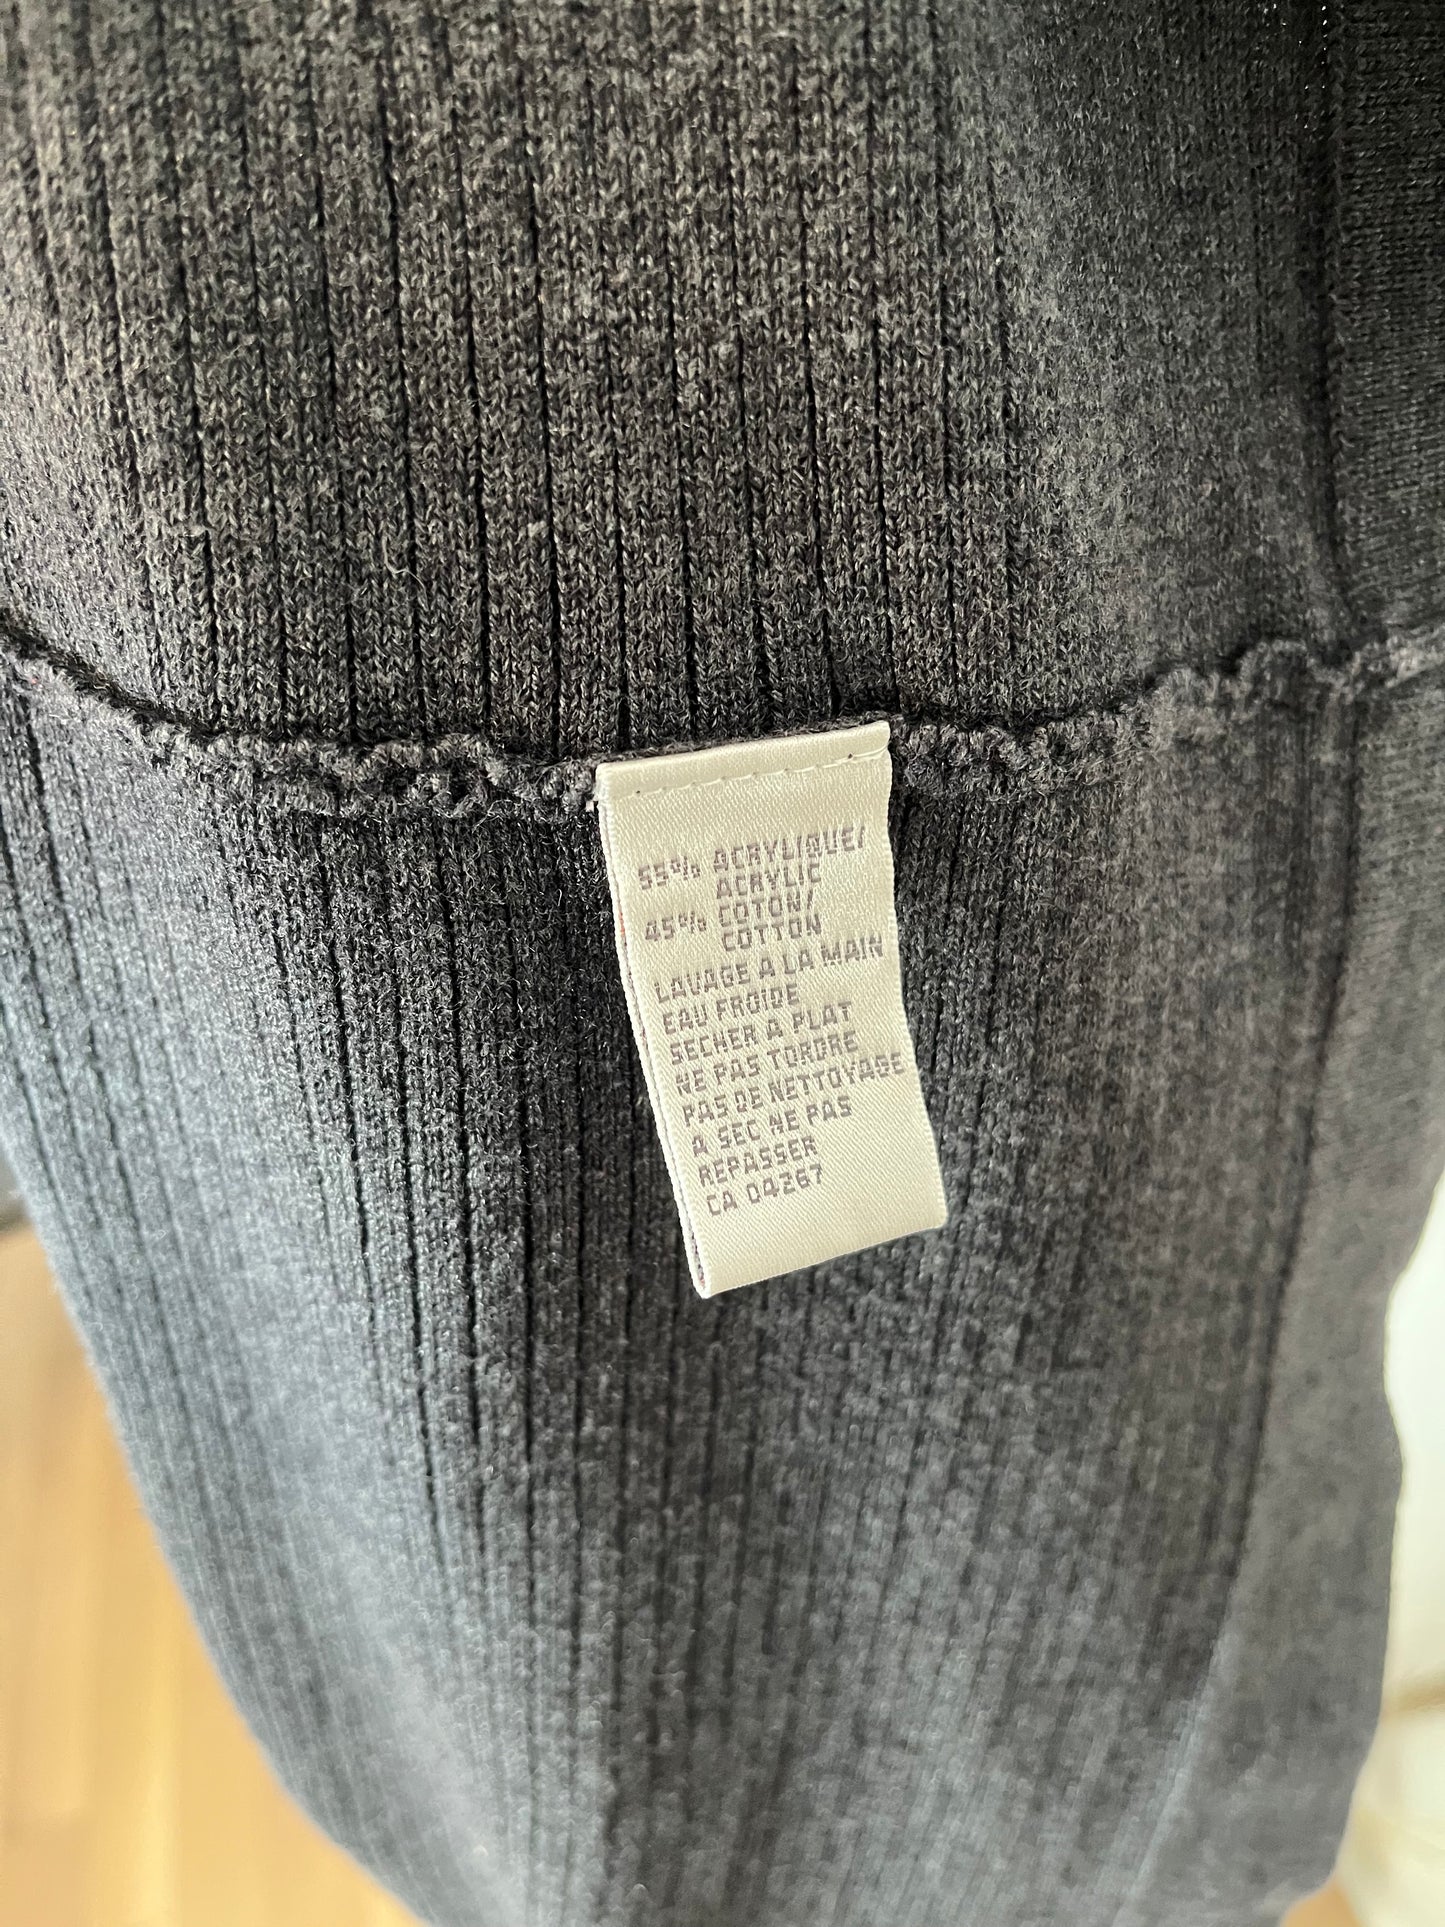 55% ACRYLIQUE/
ACRYLIC
45% COTON/
COTTON
LAVAGE A LA MAIN
EAU FROIDE
SECHER A PLAT
NE PAS TORDRE
PAS DE NETTOYAGE
A SEC NE PAS
REPASSER
CA 04267